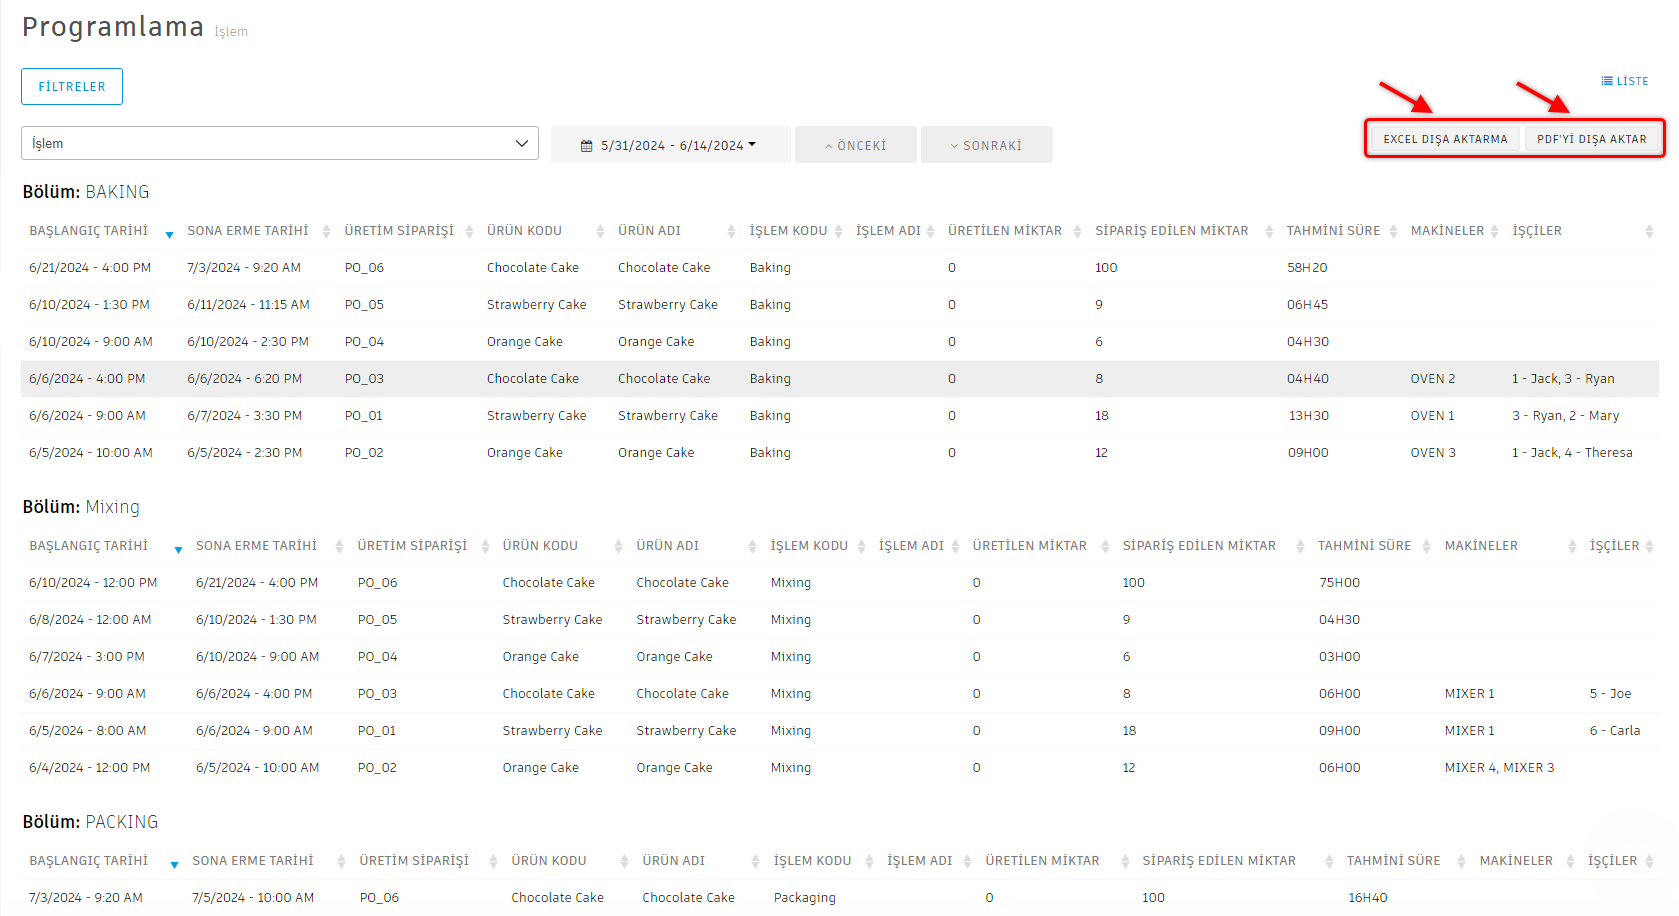 Programlama İşlem
FİLTRELER
LİSTE
İşlem
5/31/2024 - 6/14/2024
ÖNCEKİ
SONRAKİ
EXCEL DIŞA AKTARMA
PDF'Yİ DIŞA AKTAR
Bölüm: BAKING
BAŞLANGIÇ TARİHİ SONA ERME TARİHİ ÜRETİM SİPARİŞİ ÜRÜN KODU ÜRÜN ADI İŞLEM KODU İŞLEM ADI ÜRETİLEN MİKTAR SİPARİŞ EDİLEN MİKTAR TAHMİNİ SÜRE MAKİNELER İŞÇİLER
6/21/2024 - 4:00 PM 7/3/2024 - 9:20 AM PO_06 Chocolate Cake Chocolate Cake Baking 0 100 58H20
6/10/2024 - 1:30 PM 6/11/2024 - 11:15 AM PO_05 Strawberry Cake Strawberry Cake Baking 0 9 06H45
6/10/2024 - 9:00 AM 6/10/2024 - 2:30 PM PO_04 Orange Cake Orange Cake Baking 0 6 04H30
6/6/2024 - 4:00 PM 6/6/2024 - 6:20 PM PO_03 Chocolate Cake Chocolate Cake Baking 0 8 04H40 OVEN 2 1 - Jack, 3 - Ryan
6/6/2024 - 9:00 AM 6/7/2024 - 3:30 PM PO_01 Strawberry Cake Strawberry Cake Baking 0 18 13H30 OVEN 1 3 - Ryan, 2 - Mary
6/5/2024 - 10:00 AM 6/5/2024 - 2:30 PM PO_02 Orange Cake Orange Cake Baking 0 12 09H00 OVEN 3 1 - Jack, 4 - Theresa
Bölüm: Mixing
BAŞLANGIÇ TARİHİ SONA ERME TARİHİ ÜRETİM SİPARİŞİ ÜRÜN KODU ÜRÜN ADI İŞLEM KODU İŞLEM ADI ÜRETİLEN MİKTAR SİPARİŞ EDİLEN MİKTAR TAHMİNİ SÜRE MAKİNELER İŞÇİLER
6/10/2024 - 12:00 PM 6/21/2024 - 4:00 PM PO_06 Chocolate Cake Chocolate Cake Mixing 0 100 75H00
6/8/2024 - 12:00 AM 6/10/2024 - 1:30 PM PO_05 Strawberry Cake Strawberry Cake Mixing 0 9 04H30
6/7/2024 - 3:00 PM 6/10/2024 - 9:00 AM PO_04 Orange Cake Orange Cake Mixing 0 6 03H00
6/6/2024 - 9:00 AM 6/6/2024 - 4:00 PM PO_03 Chocolate Cake Chocolate Cake Mixing 0 8 06H00 MIXER 1 5 - Joe
6/5/2024 - 8:00 AM 6/6/2024 - 9:00 AM PO_01 Strawberry Cake Strawberry Cake Mixing 0 18 09H00 MIXER 1 6 - Carla
6/4/2024 - 12:00 PM 6/5/2024 - 10:00 AM PO_02 Orange Cake Orange Cake Mixing 0 12 06H00 MIXER 4, MIXER 3
Bölüm: PACKING
BAŞLANGIÇ TARİHİ SONA ERME TARİHİ ÜRETİM SİPARİŞİ ÜRÜN KODU ÜRÜN ADI İŞLEM KODU İŞLEM ADI ÜRETİLEN MİKTAR SİPARİŞ EDİLEN MİKTAR TAHMİNİ SÜRE MAKİNELER İŞÇİLER
7/3/2024 - 9:20 AM 7/5/2024 - 10:00 AM PO_06 Chocolate Cake Chocolate Cake Packaging 0 100 16H40